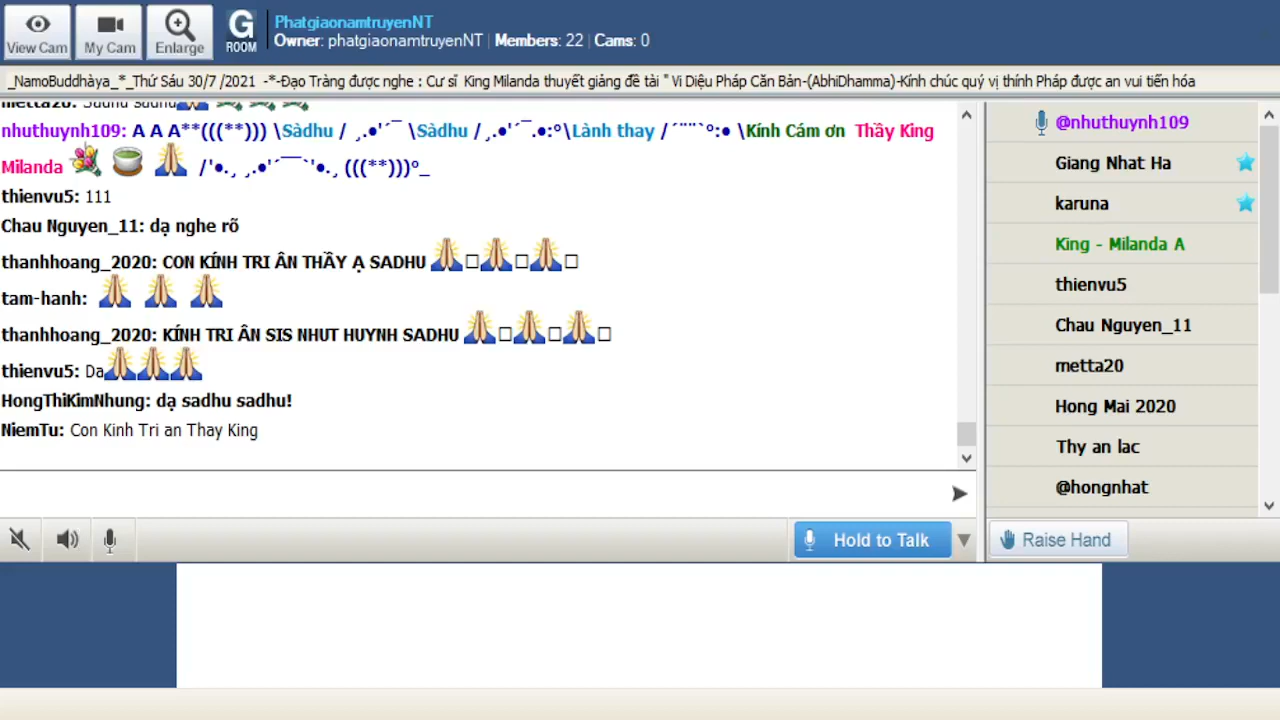 View Cam
My Cam
Enlarge
G
ROOM
PhatgiaonamtruyenNT
Owner: phatgiaonamtruyenNT | Members: 22 | Cams: 0
_NamoBuddhàya_*_Thứ Sáu 30/7 /2021 -*-Đạo Tràng được nghe : Cư sĩ King Milanda thuyết giảng đề tài " Vi Diệu Pháp Căn Bản-(AbhiDhamma)-Kính chúc quý vị thính Pháp được an vui tiến hóa
metta20: Sadhu sadhu
nhuthuynh109: A A A**(((**))) \Sàdhu / ¸.●'´¯ \Sàdhu /¸.●'´¯.●:°\Lành thay /´¨¨`°:● \Kính Cám ơn Thầy King
Milanda /'●.¸ ¸.●'´¯¯`'●.¸ (((**)))°_
thienvu5: 111
Chau Nguyen_11: dạ nghe rõ
thanhhoang_2020: CON KÍNH TRI ÂN THẦY Ạ SADHU
tam-hanh:
thanhhoang_2020: KÍNH TRI ÂN SIS NHUT HUYNH SADHU
thienvu5: Da
HongThiKimNhung: dạ sadhu sadhu!
NiemTu: Con Kinh Tri an Thay King
@nhuthuynh109
Giang Nhat Ha
karuna
King - Milanda A
thienvu5
Chau Nguyen_11
metta20
Hong Mai 2020
Thy an lac
@hongnhat
Hold to Talk
Raise Hand